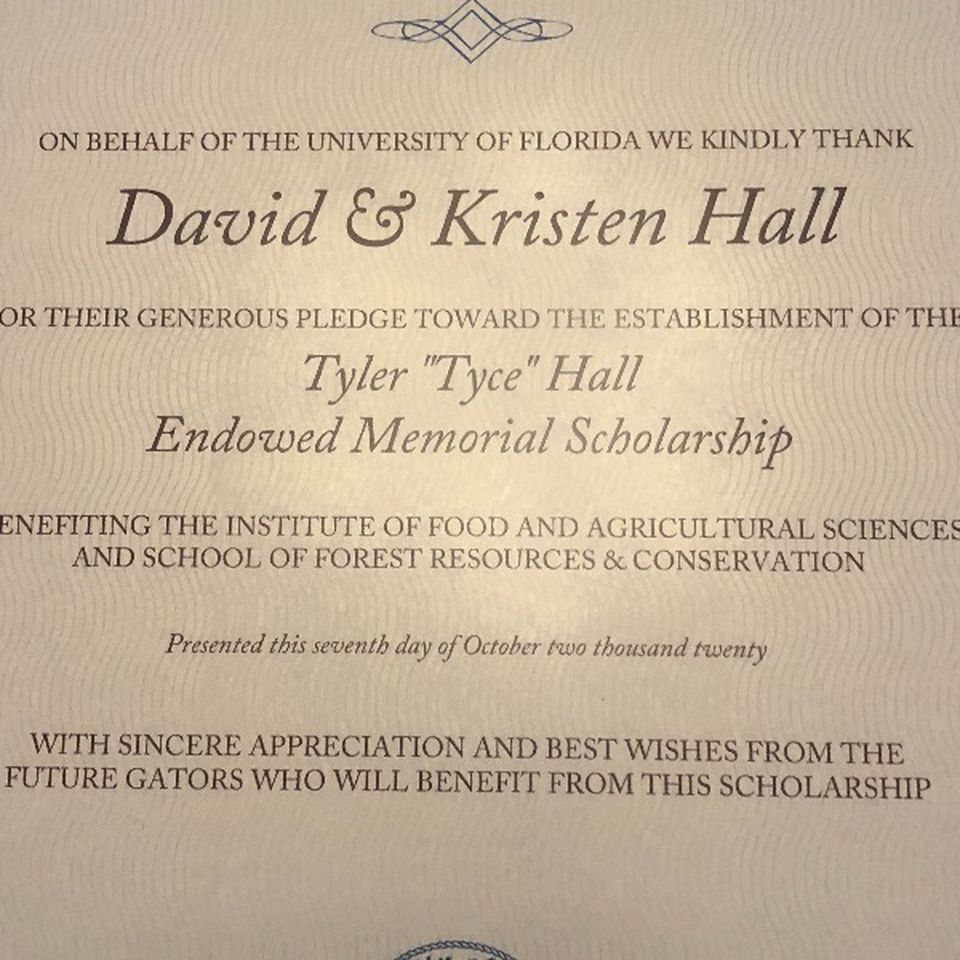 ON BEHALF OF THE UNIVERSITY OF FLORIDA WE KINDLY THANK
David & Kristen Hall
OR THEIR GENEROUS PLEDGE TOWARD THE ESTABLISHMENT OF THE
Tyler "Tyce" Hall
Endowed Memorial Scholarship
ENEFITING THE INSTITUTE OF FOOD AND AGRICULTURAL SCIENCES
AND SCHOOL OF FOREST RESOURCES & CONSERVATION
Presented this seventh day of October two thousand twenty
WITH SINCERE APPRECIATION AND BEST WISHES FROM THE
FUTURE GATORS WHO WILL BENEFIT FROM THIS SCHOLARSHIP